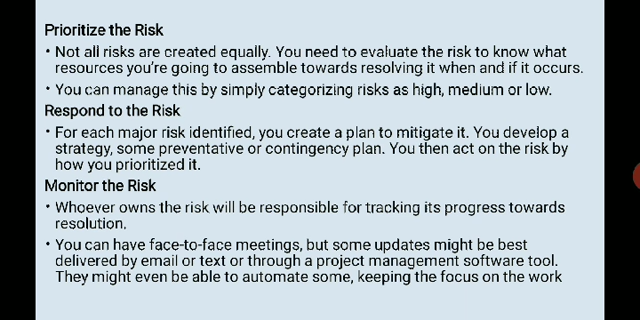 Prioritize the Risk
• Not all risks are created equally. You need to evaluate the risk to know what
resources you're going to assemble towards resolving it when and if it occurs.
• You can manage this by simply categorizing risks as high, medium or low.
Respond to the Risk
• For each major risk identified, you create a plan to mitigate it. You develop a
strategy, some preventative or contingency plan. You then act on the risk by
how you prioritized it.
Monitor the Risk
• Whoever owns the risk will be responsible for tracking its progress towards
resolution.
• You can have face-to-face meetings, but some updates might be best
delivered by email or text or through a project management software tool.
They might even be able to automate some, keeping the focus on the work